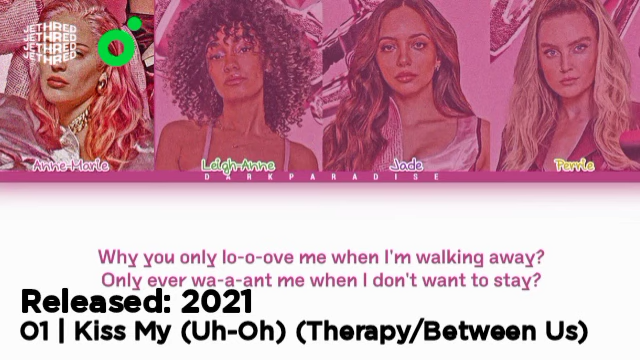 JETHRED
JETHRED
JETHRED
JETHRED
Anne-Marie Leigh-Anne Jade Perrie
DARKPARADISE
Why you only lo-o-ove me when I'm walking away?
Only ever wa-a-ant me when I don't want to stay?
Released: 2021
01 | Kiss My (Uh-Oh) (Therapy/Between Us)